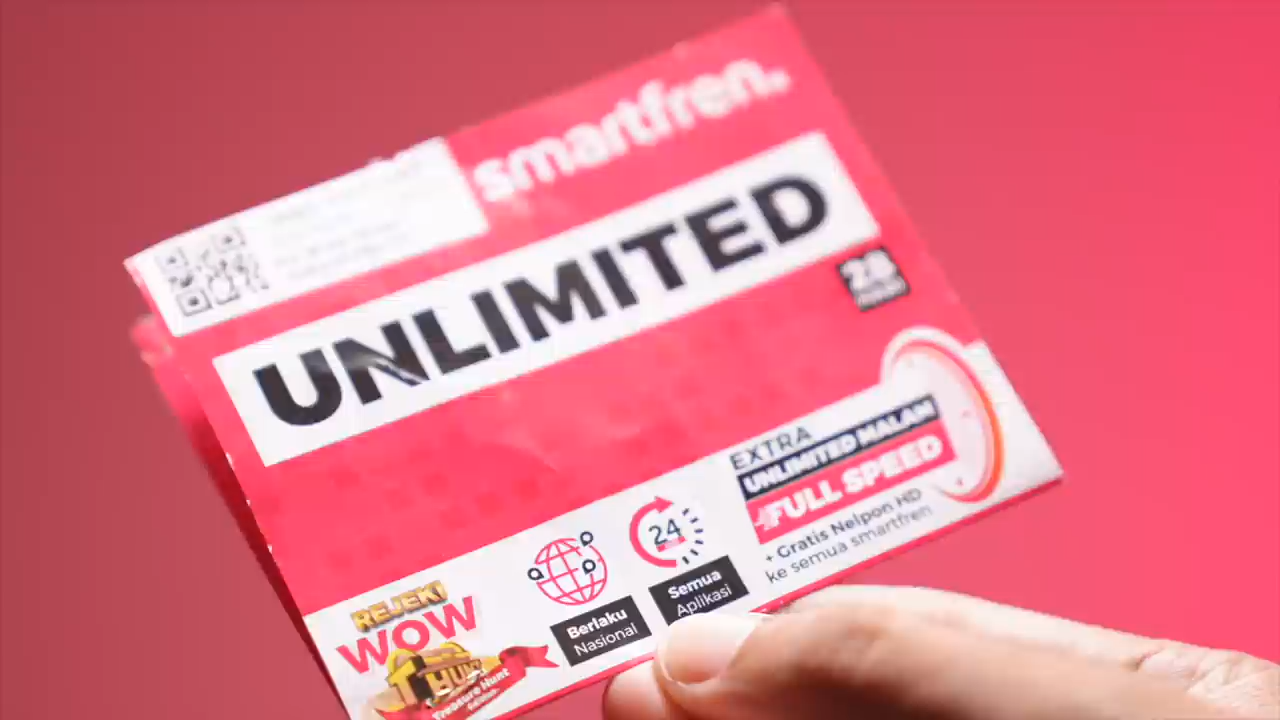 smartfren.
UNLIMITED
28
EXTRA
UNLIMITED MALAM
FULL SPEED
+ Gratis Nelpon HD
ke semua smartfren
24
Semua
Aplikasi
Berlaku
Nasional
REJEKI
WOW
HUNT
Treasure Hunt